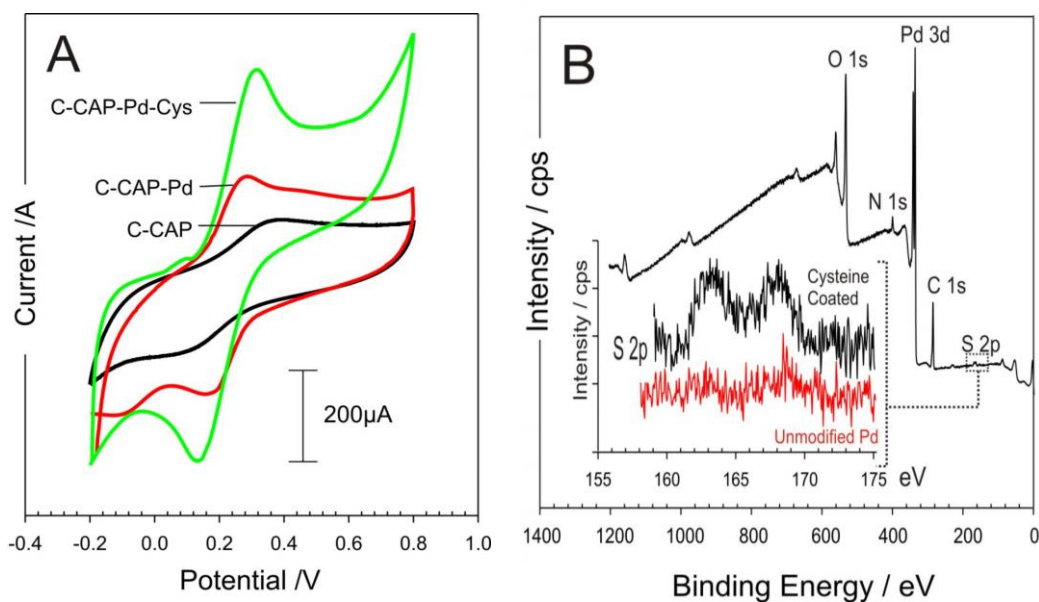 A
C-CAP-Pd-Cys
C-CAP-Pd
C-CAP
200µA
Current /A
-0.4 -0.2 0.0 0.2 0.4 0.6 0.8 1.0
Potential /V
B
Pd 3d
O 1s
N 1s
C 1s
S 2p
Intensity / cps
Intensity / cps
Cysteine
Coated
S 2p
Unmodified Pd
155 160 165 170 175
eV
1400 1200 1000 800 600 400 200 0
Binding Energy / eV